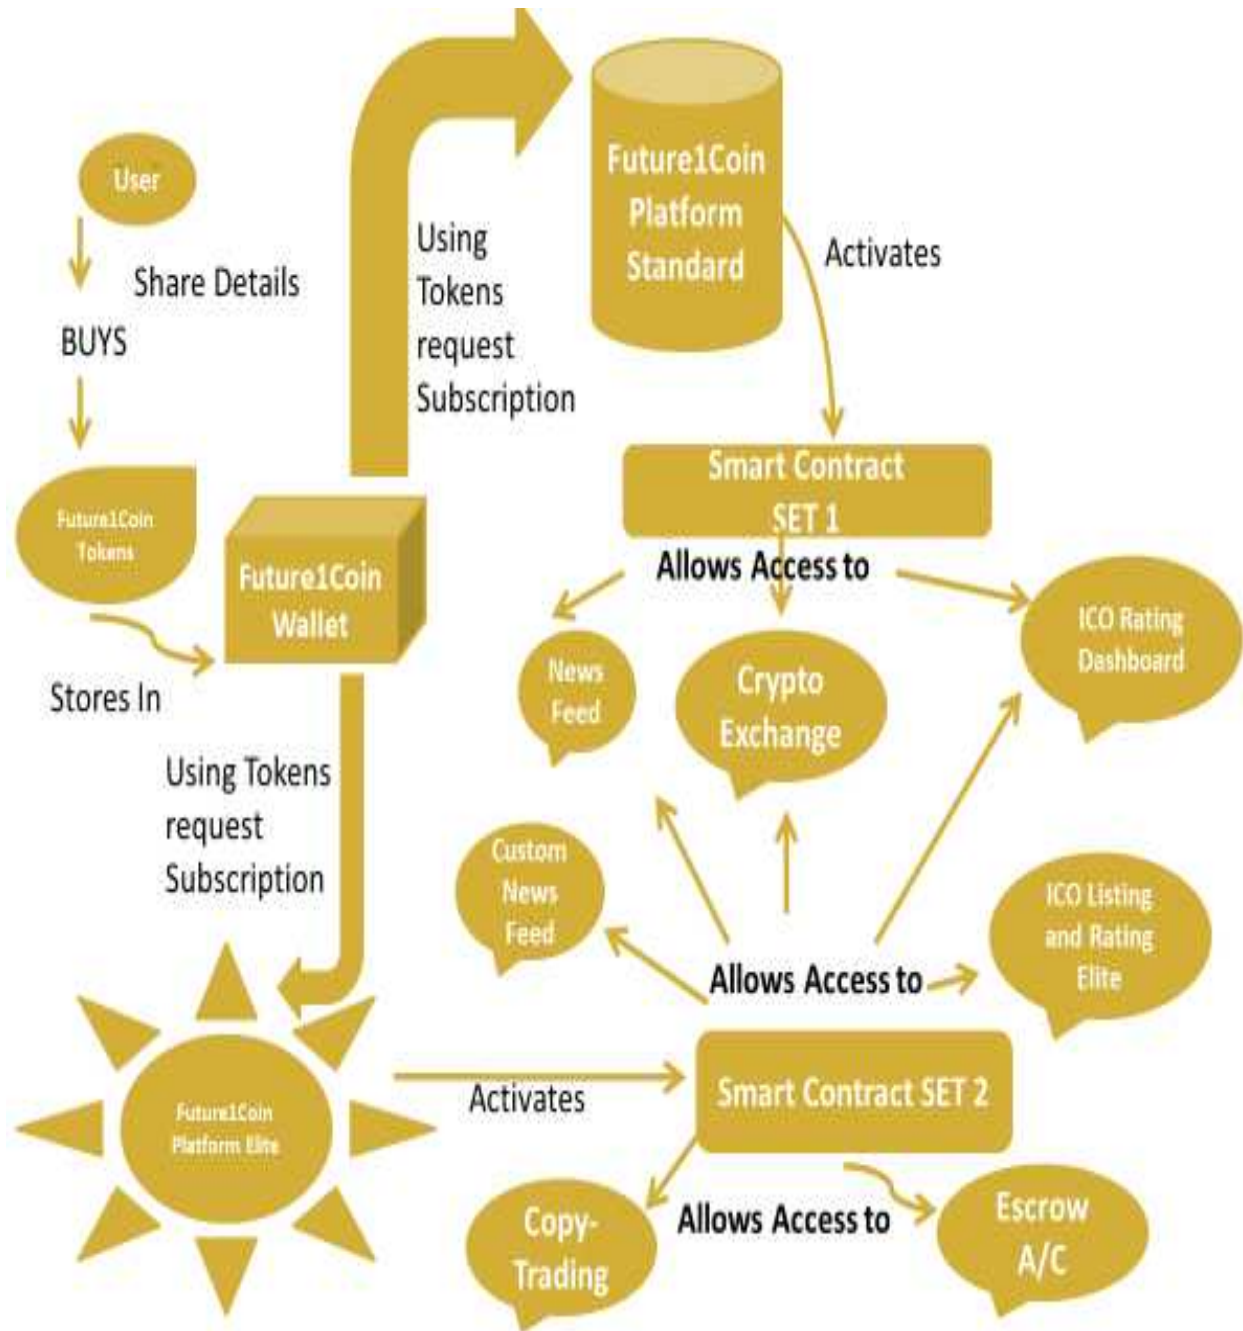 User
Share Details
BUYS
Future1Coin
Tokens
Stores In
Future1Coin
Wallet
Using
Tokens
request
Subscription
Future1Coin
Platform
Standard
Activates
Smart Contract
SET 1
Allows Access to
News
Feed
Crypto
Exchange
ICO Rating
Dashboard
Using Tokens
request
Subscription
Custom
News
Feed
ICO Listing
and Rating
Elite
Allows Access to
Future1Coin
Platform Elite
Activates
Smart Contract SET 2
Allows Access to
Copy-
Trading
Escrow
A/C